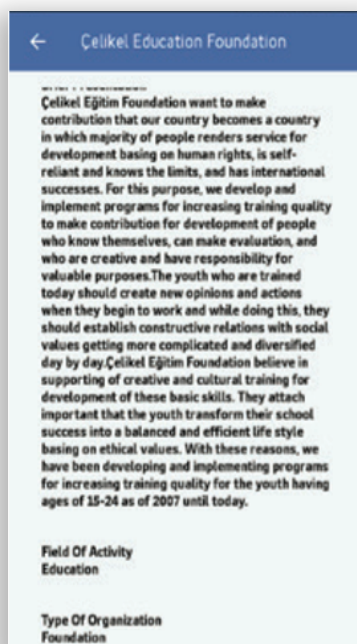 ← Çelikel Education Foundation
Çelikel Eğitim Foundation want to make
contribution that our country becomes a country
in which majority of people renders service for
development basing on human rights, is self-
reliant and knows the limits, and has international
successes. For this purpose, we develop and
implement programs for increasing training quality
to make contribution for development of people
who know themselves, can make evaluation, and
who are creative and have responsibility for
valuable purposes.The youth who are trained
today should create new opinions and actions
when they begin to work and while doing this, they
should establish constructive relations with social
values getting more complicated and diversified
day by day.Çelikel Eğitim Foundation believe in
supporting of creative and cultural training for
development of these basic skills. They attach
important that the youth transform their school
success into a balanced and efficient life style
basing on ethical values. With these reasons, we
have been developing and implementing programs
for increasing training quality for the youth having
ages of 15-24 as of 2007 until today.
Field Of Activity
Education
Type Of Organization
Foundation